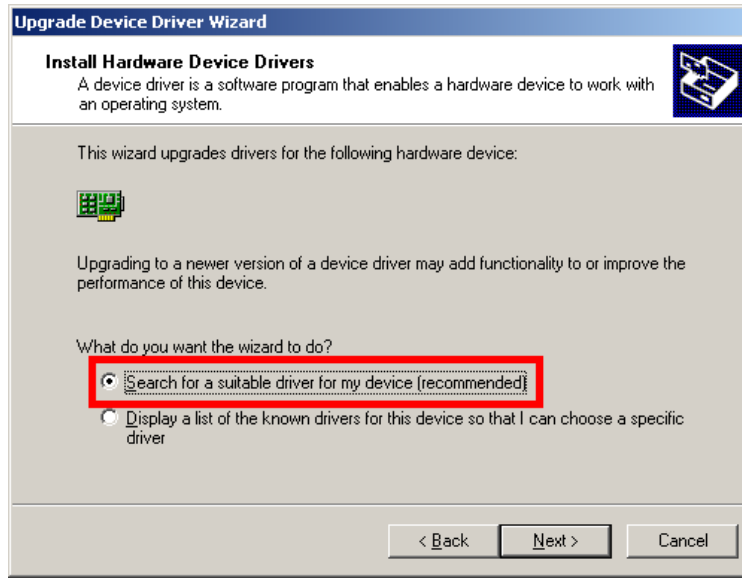 Upgrade Device Driver Wizard
Install Hardware Device Drivers
A device driver is a software program that enables a hardware device to work with
an operating system.
This wizard upgrades drivers for the following hardware device:
Upgrading to a newer version of a device driver may add functionality to or improve the
performance of this device.
What do you want the wizard to do?
Search for a suitable driver for my device (recommended)
Display a list of the known drivers for this device so that I can choose a specific
driver
< Back
Next >
Cancel